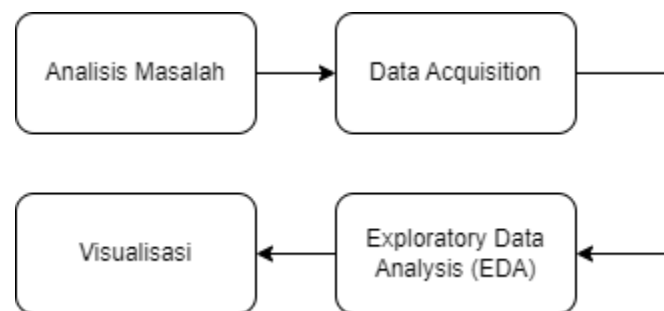 Analisis Masalah
Data Acquisition
Exploratory Data
Analysis (EDA)
Visualisasi